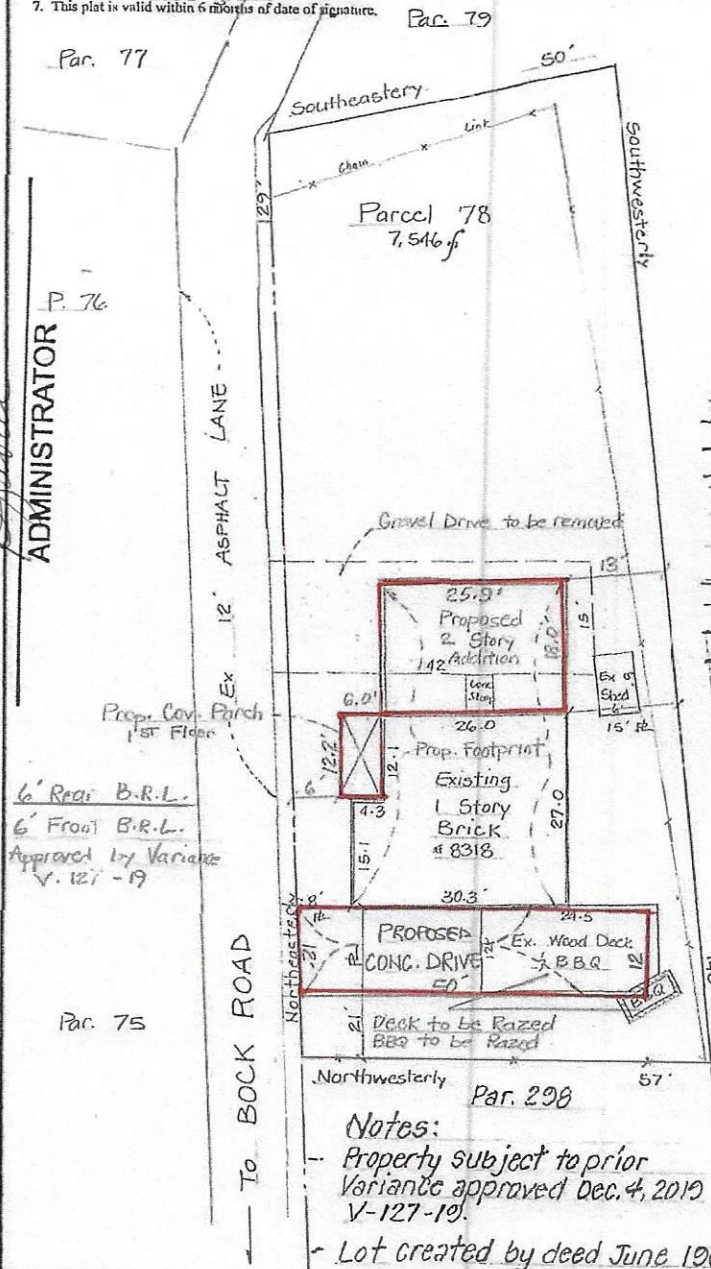 7. This plat is valid within 6 months of date of signature.
Par. 79
Par. 77
50'
Southeastery
Chain
Link
Southwesterly
129'
Parcel 78
7,546 sf
P. 76
ADMINISTRATOR
Ex 12' ASPHALT LANE
Gravel Drive to be removed
13'
25.9'
Proposed
2 Story
Addition
18.0'
15'
142
Conc.
Stoop
Ex
Shed
6.0'
15' ±
Prop. Cov. Porch
1ST Floor
12.2'
12.1
26.0
Prop. Footprint
Existing
1 Story
Brick
# 8318
27.0
6'
4.3
15.1
6' Rear B.R.L.
6' Front B.R.L.
Approved by Variance
V. 127-19
30.3'
24.5
8'
Northeastery
PROPOSED
CONC. DRIVE
50'
Ex. Wood Deck
& BBQ
12
BBQ
Par. 75
21'
Deck to be Razed
BBQ to be Razed
Northwesterly
57'
Par. 298
To BOCK ROAD
Notes:
- Property subject to prior
Variance approved Dec. 4, 2019
V-127-19.
- Lot created by deed June